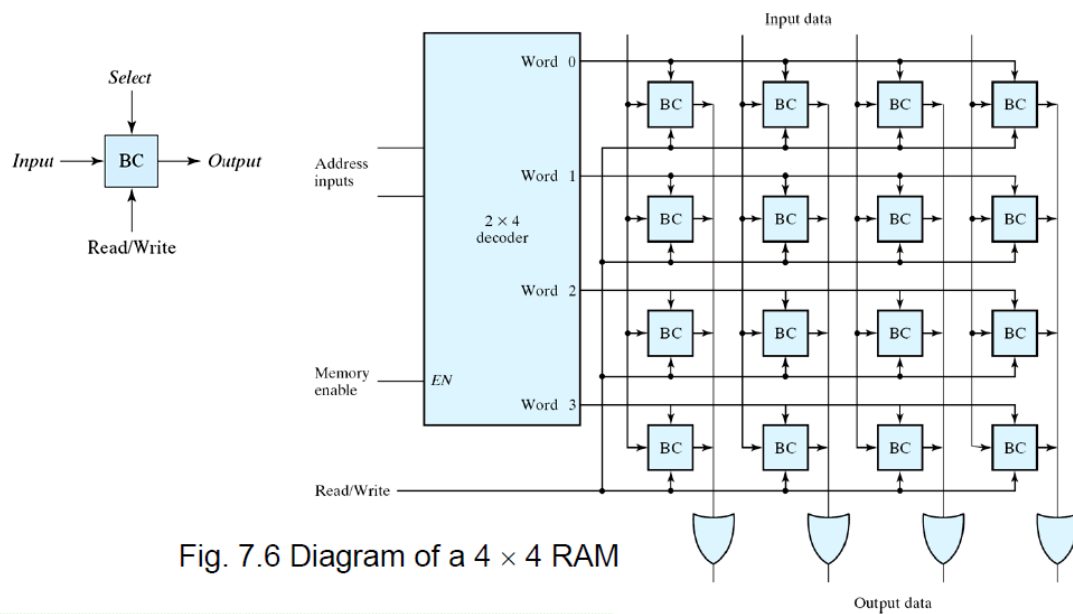 Select
Input
BC
Output
Read/Write
Input data
Address
inputs
Memory
enable
Read/Write
2 × 4
decoder
EN
Word 0
BC BC BC BC
Word 1
BC BC BC BC
Word 2
BC BC BC BC
Word 3
BC BC BC BC
Output data
Fig. 7.6 Diagram of a 4 × 4 RAM